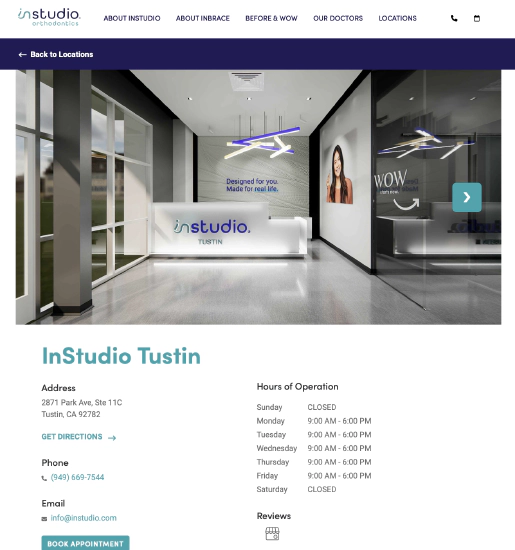 instudio.
orthodontics
ABOUT INSTUDIO
ABOUT INBRACE
BEFORE & WOW
OUR DOCTORS
LOCATIONS
← Back to Locations
Designed for you.
Made for real life.
WOW
instudio.
TUSTIN
InStudio Tustin
Address
2871 Park Ave, Ste 11C
Tustin, CA 92782
GET DIRECTIONS →
Phone
(949) 669-7544
Email
info@instudio.com
BOOK APPOINTMENT
Hours of Operation
Sunday CLOSED
Monday 9:00 AM - 6:00 PM
Tuesday 9:00 AM - 6:00 PM
Wednesday 9:00 AM - 6:00 PM
Thursday 9:00 AM - 6:00 PM
Friday 9:00 AM - 6:00 PM
Saturday CLOSED
Reviews